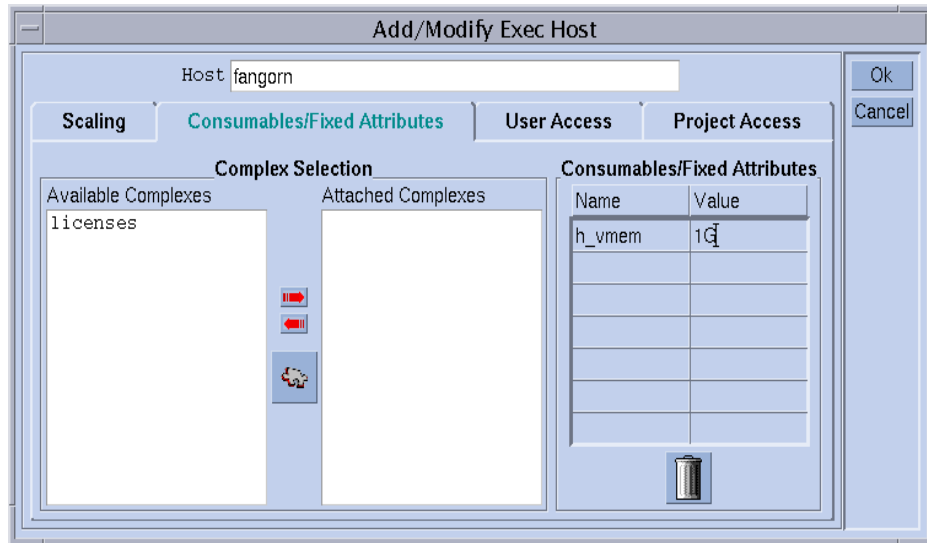 Add/Modify Exec Host
Host fangorn
Ok
Cancel
Scaling
Consumables/Fixed Attributes
User Access
Project Access
Complex Selection
Available Complexes
Attached Complexes
licenses
Consumables/Fixed Attributes
Name Value
h_vmem 1G